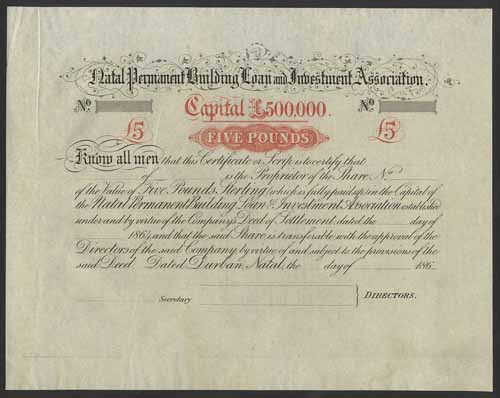 Natal Permanent Building Loan and Investment Association.
No Capital £500,000. No
£5 FIVE POUNDS £5
Know all men that this Certificate or Scrip is to certify that
of is the Proprietor of the Share No
of the Value of Five Pounds Sterling (which is fully paid up) in the Capital of
the Natal Permanent Building Loan & Investment Association established
under and by virtue of the Company's Deed of Settlement dated the day of
186 and that the said Share is transferable with the approval of the
Directors of the said Company, by virtue of and subject to the provisions of the
said Deed Dated Durban, Natal, the day of 186
Secretary DIRECTORS.